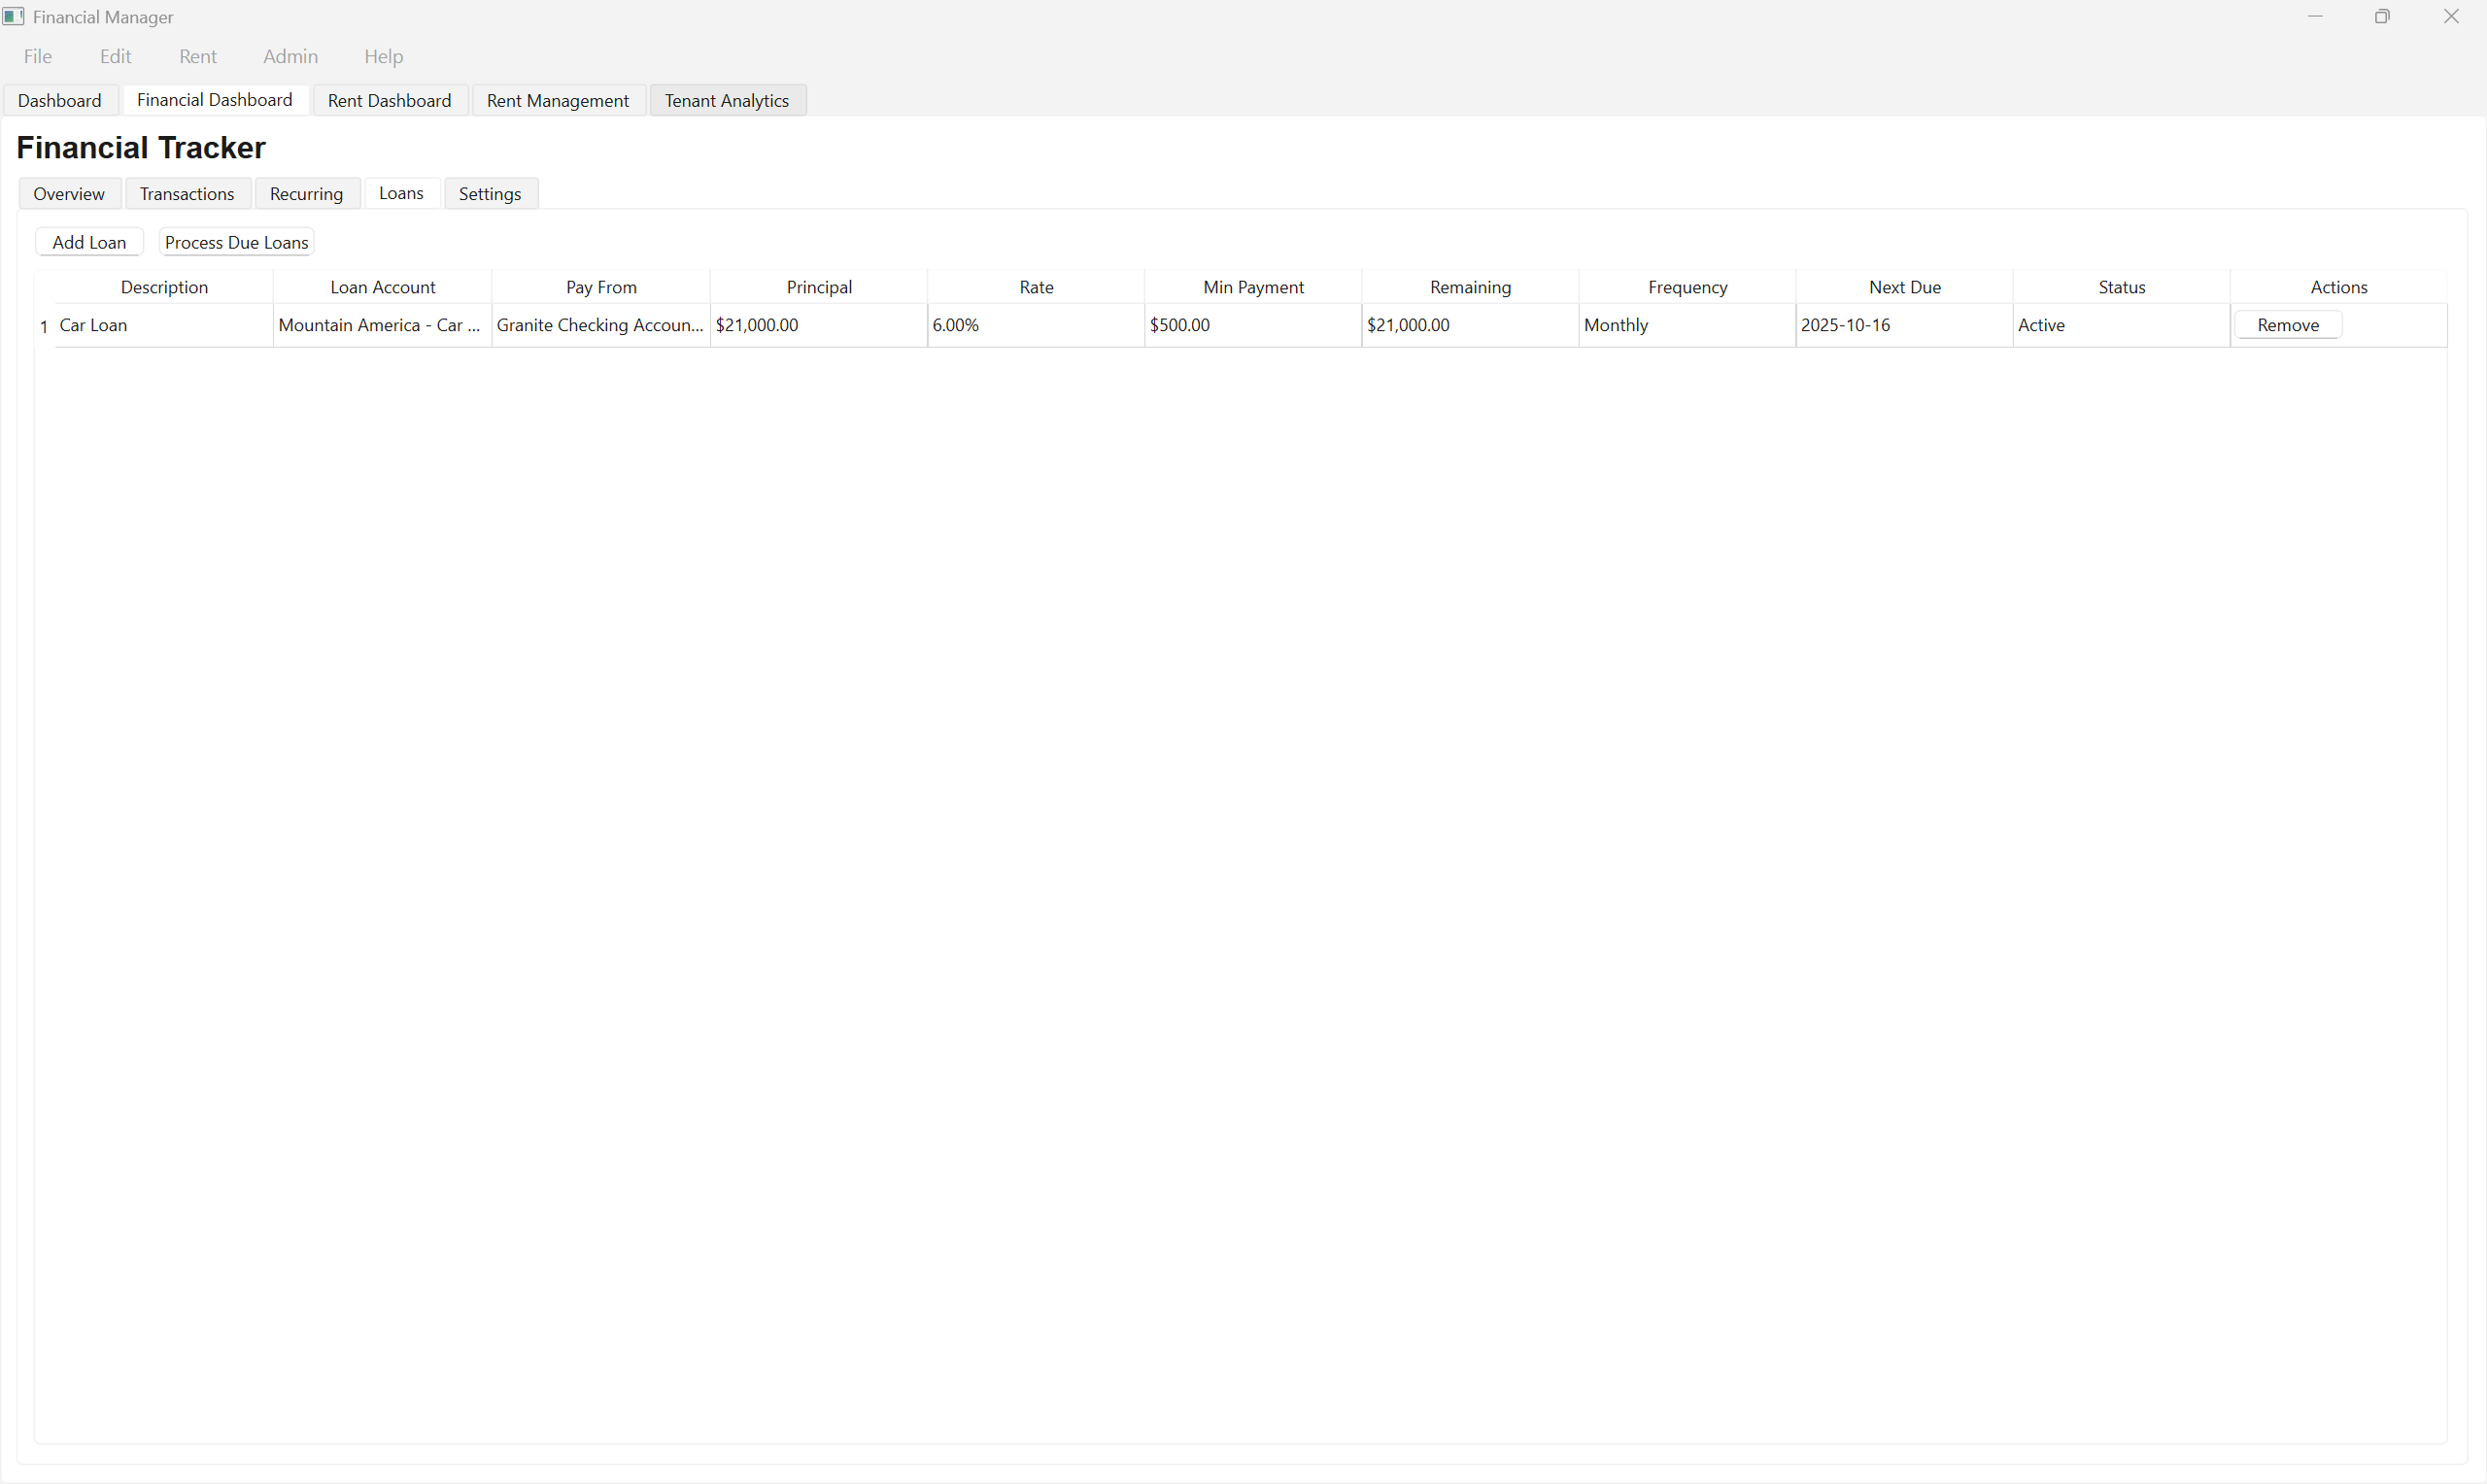 Financial Manager
File Edit Rent Admin Help
Dashboard Financial Dashboard Rent Dashboard Rent Management Tenant Analytics
Financial Tracker
Overview Transactions Recurring Loans Settings
Add Loan Process Due Loans
Description Loan Account Pay From Principal Rate Min Payment Remaining Frequency Next Due Status Actions
1 Car Loan Mountain America - Car ... Granite Checking Accoun... $21,000.00 6.00% $500.00 $21,000.00 Monthly 2025-10-16 Active Remove